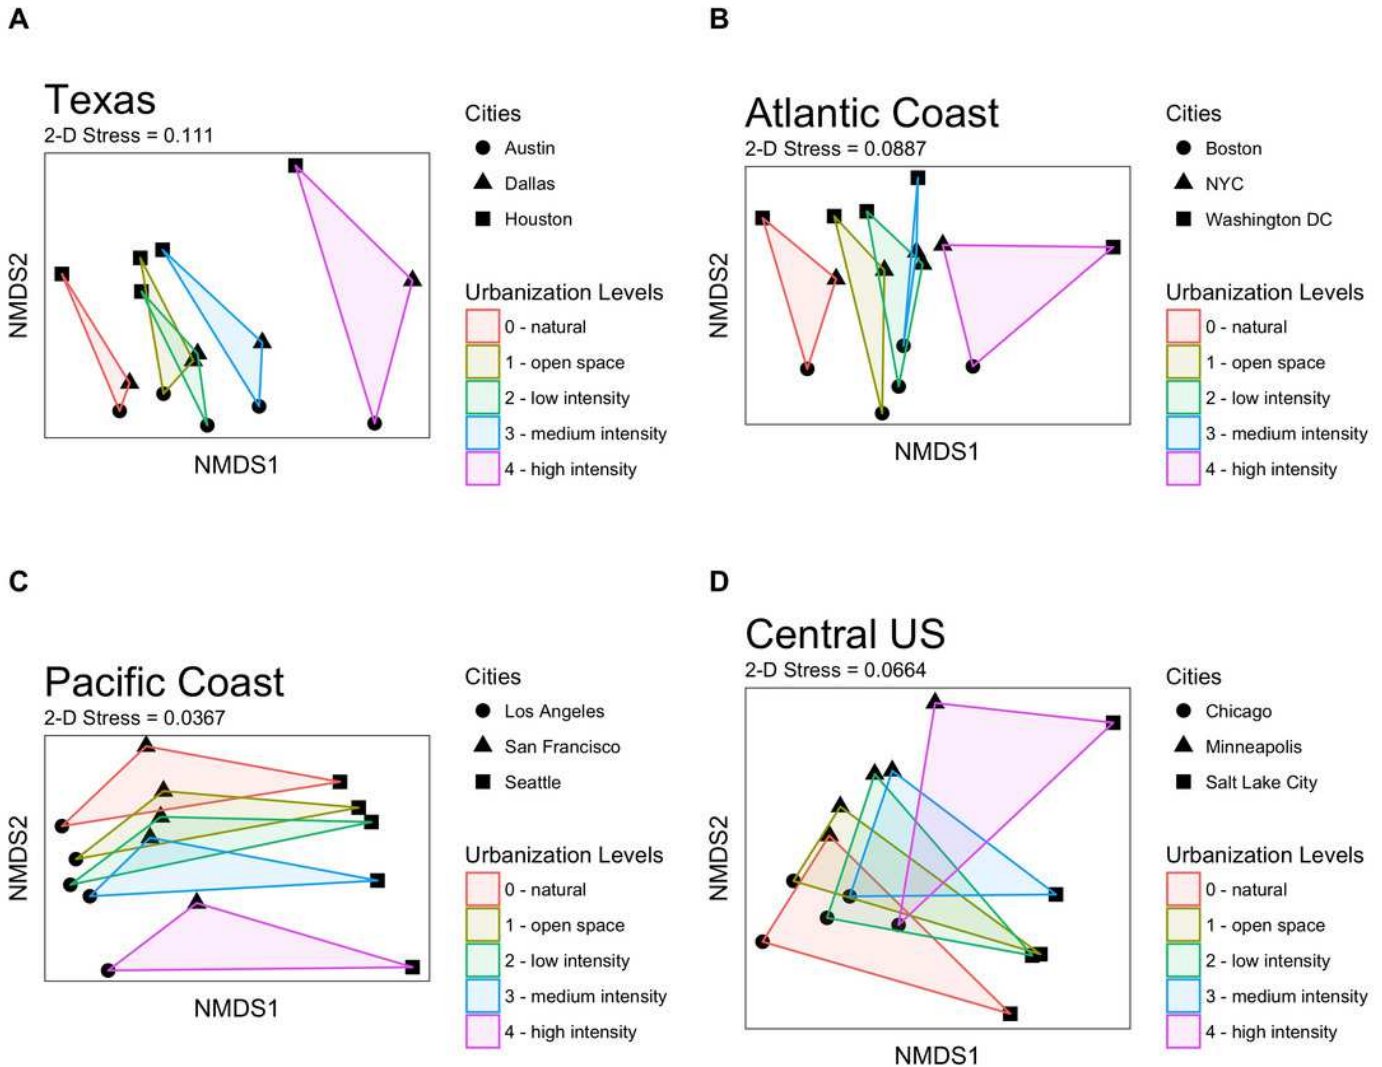 A
Texas
2-D Stress = 0.111
NMDS2
NMDS1
Cities
Austin
Dallas
Houston
Urbanization Levels
0 - natural
1 - open space
2 - low intensity
3 - medium intensity
4 - high intensity
B
Atlantic Coast
2-D Stress = 0.0887
NMDS2
NMDS1
Cities
Boston
NYC
Washington DC
Urbanization Levels
0 - natural
1 - open space
2 - low intensity
3 - medium intensity
4 - high intensity
C
Pacific Coast
2-D Stress = 0.0367
NMDS2
NMDS1
Cities
Los Angeles
San Francisco
Seattle
Urbanization Levels
0 - natural
1 - open space
2 - low intensity
3 - medium intensity
4 - high intensity
D
Central US
2-D Stress = 0.0664
NMDS2
NMDS1
Cities
Chicago
Minneapolis
Salt Lake City
Urbanization Levels
0 - natural
1 - open space
2 - low intensity
3 - medium intensity
4 - high intensity